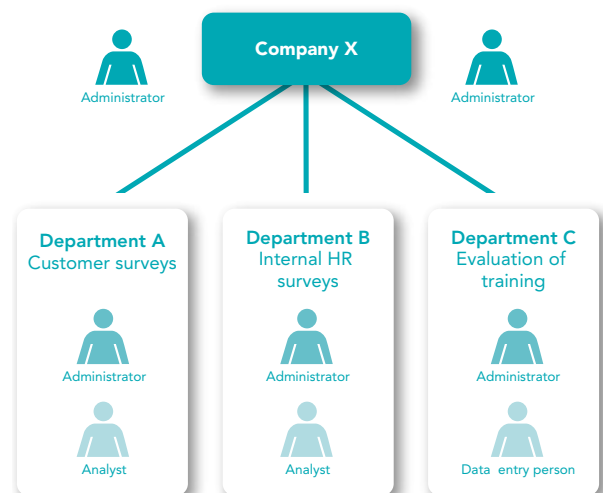 Company X
Administrator
Administrator
Department A
Customer surveys
Administrator
Analyst
Department B
Internal HR
surveys
Administrator
Analyst
Department C
Evaluation of
training
Administrator
Data entry person